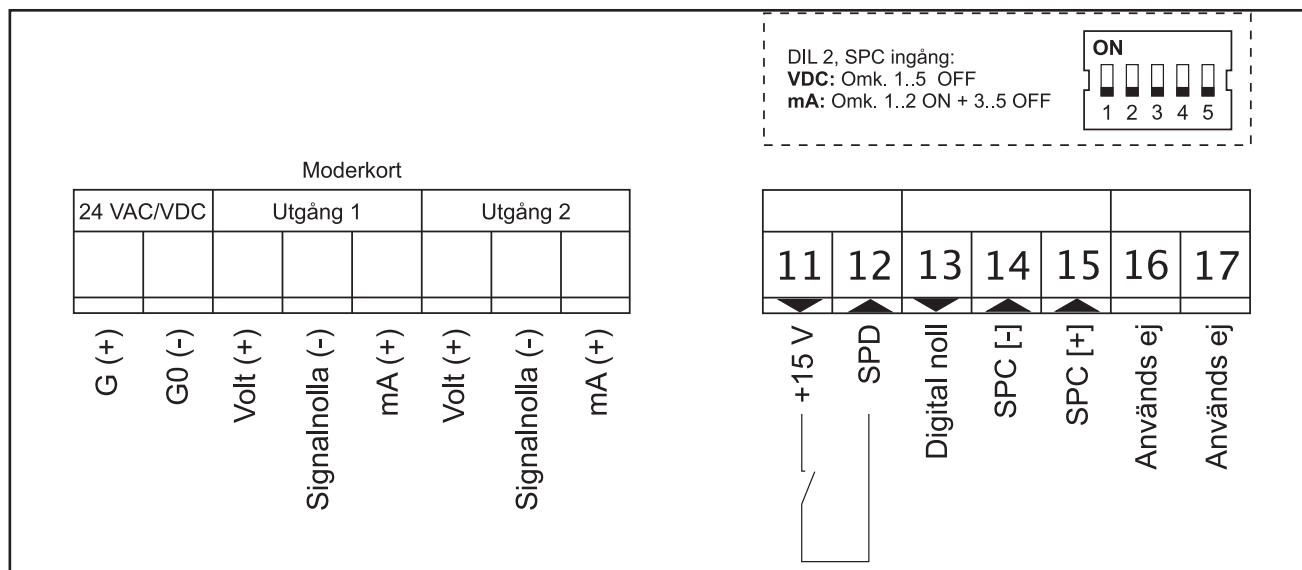 DIL 2, SPC ingång:
VDC: Omk. 1..5 OFF
mA: Omk. 1..2 ON + 3..5 OFF
ON
1 2 3 4 5
Moderkort
24 VAC/VDC Utgång 1 Utgång 2
G (+)
G0 (-)
Volt (+)
Signalnolla (-)
mA (+)
Volt (+)
Signalnolla (-)
mA (+)
11 12 13 14 15 16 17
+15 V
SPD
Digital noll
SPC [-]
SPC [+]
Används ej
Används ej